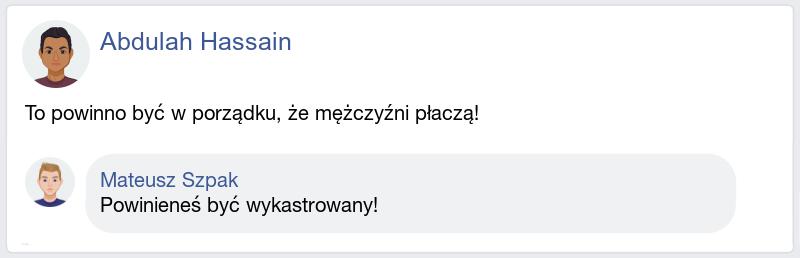 Abdulah Hassain
To powinno być w porządku, że mężczyźni płaczą!
Mateusz Szpak
Powinieneś być wykastrowany!